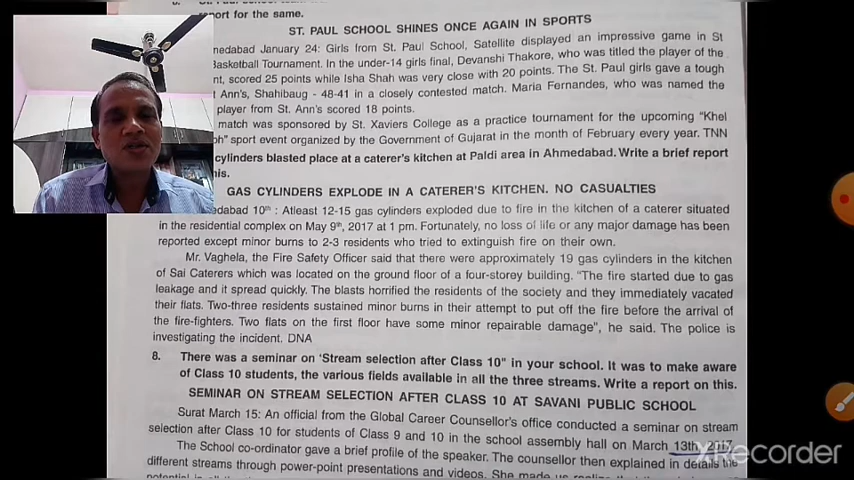 port for the same.
ST. PAUL SCHOOL SHINES ONCE AGAIN IN SPORTS
medabad January 24: Girls from St. Paul School, Satellite displayed an impressive game in St
Basketball Tournament. In the under-14 girls final, Devanshi Thakore, who was titled the player of the
nt, scored 25 points while Isha Shah was very close with 20 points. The St. Paul girls gave a tough
t Ann's, Shahibaug - 48-41 in a closely contested match. Maria Fernandes, who was named the
player from St. Ann's scored 18 points.
match was sponsored by St. Xaviers College as a practice tournament for the upcoming "Khel
ph" sport event organized by the Government of Gujarat in the month of February every year. TNN
cylinders blasted place at a caterer's kitchen at Paldi area in Ahmedabad. Write a brief report
his.
GAS CYLINDERS EXPLODE IN A CATERER'S KITCHEN. NO CASUALTIES
edabad 10th : Atleast 12-15 gas cylinders exploded due to fire in the kitchen of a caterer situated
in the residential complex on May 9th, 2017 at 1 pm. Fortunately, no loss of life or any major damage has been
reported except minor burns to 2-3 residents who tried to extinguish fire on their own.
Mr. Vaghela, the Fire Safety Officer said that there were approximately 19 gas cylinders in the kitchen
of Sai Caterers which was located on the ground floor of a four-storey building. "The fire started due to gas
leakage and it spread quickly. The blasts horrified the residents of the society and they immediately vacated
their flats. Two-three residents sustained minor burns in their attempt to put off the fire before the arrival of
the fire-fighters. Two flats on the first floor have some minor repairable damage", he said. The police is
investigating the incident. DNA
8. There was a seminar on 'Stream selection after Class 10" in your school. It was to make aware
of Class 10 students, the various fields available in all the three streams. Write a report on this.
SEMINAR ON STREAM SELECTION AFTER CLASS 10 AT SAVANI PUBLIC SCHOOL
Surat March 15: An official from the Global Career Counsellor's office conducted a seminar on stream
selection after Class 10 for students of Class 9 and 10 in the school assembly hall on March 13th, 2017.
The School co-ordinator gave a brief profile of the speaker. The counsellor then explained in details the
different streams through power-point presentations and videos. She made us realize that
XRecorder